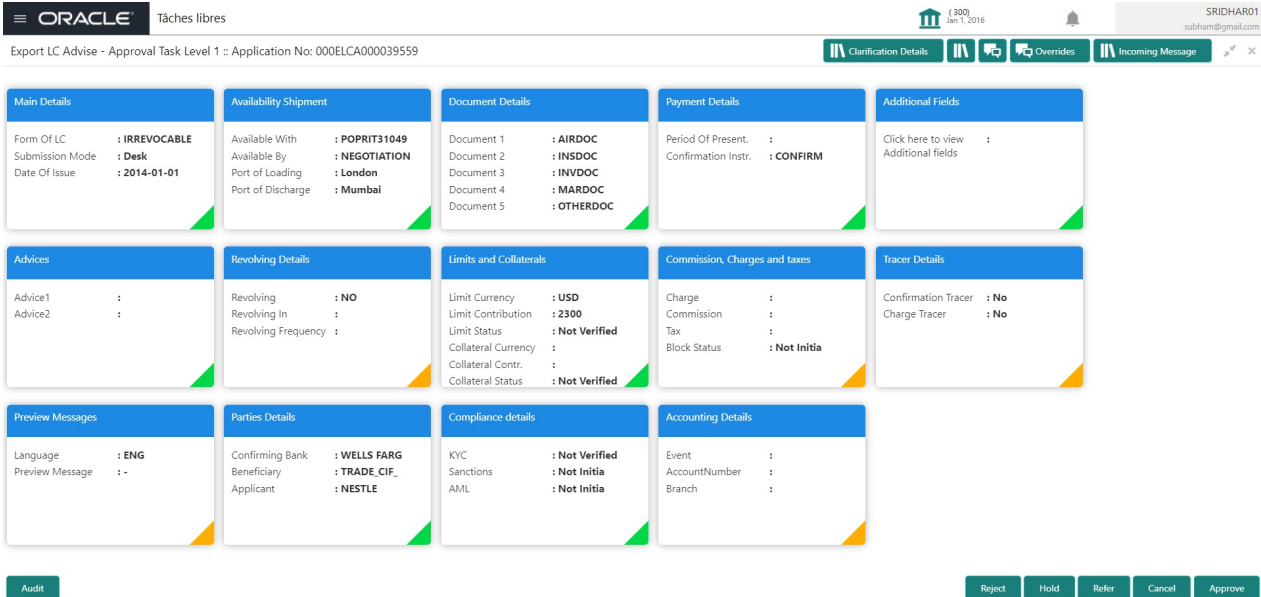 ORACLE Tâches libres ( 300) Jan 1, 2016 SRIDHAR01
subham@gmail.com
Export LC Advise - Approval Task Level 1 :: Application No: 000ELCA000039559 Clarification Details Overrides Incoming Message
Main Details
Form Of LC : IRREVOCABLE
Submission Mode : Desk
Date Of Issue : 2014-01-01
Availability Shipment
Available With : POPRIT31049
Available By : NEGOTIATION
Port of Loading : London
Port of Discharge : Mumbai
Document Details
Document 1 : AIRDOC
Document 2 : INSDOC
Document 3 : INVDOC
Document 4 : MARDOC
Document 5 : OTHERDOC
Payment Details
Period Of Present. :
Confirmation Instr. : CONFIRM
Additional Fields
Click here to view :
Additional fields
Advices
Advice1 :
Advice2 :
Revolving Details
Revolving : NO
Revolving In :
Revolving Frequency :
Limits and Collaterals
Limit Currency : USD
Limit Contribution : 2300
Limit Status : Not Verified
Collateral Currency :
Collateral Contr. :
Collateral Status : Not Verified
Commission, Charges and taxes
Charge :
Commission :
Tax :
Block Status : Not Initia
Tracer Details
Confirmation Tracer : No
Charge Tracer : No
Preview Messages
Language : ENG
Preview Message : -
Parties Details
Confirming Bank : WELLS FARG
Beneficiary : TRADE_CIF_
Applicant : NESTLE
Compliance details
KYC : Not Verified
Sanctions : Not Initia
AML : Not Initia
Accounting Details
Event :
AccountNumber :
Branch :
Audit Reject Hold Refer Cancel Approve